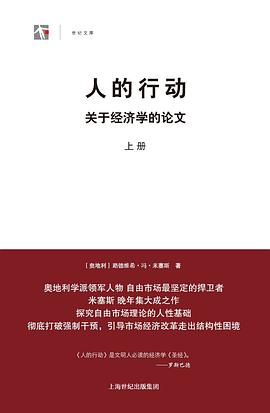 世纪文库
人的行动
关于经济学的论文
上册
［奥地利］路德维希·冯·米塞斯 著
奥地利学派领军人物 自由市场最坚定的捍卫者
米塞斯 晚年集大成之作
探究自由市场理论的人性基础
彻底打破强制干预，引导市场经济改革走出结构性困境
《人的行动》是文明人必读的经济学《圣经》。
——罗斯巴德
上海世纪出版集团